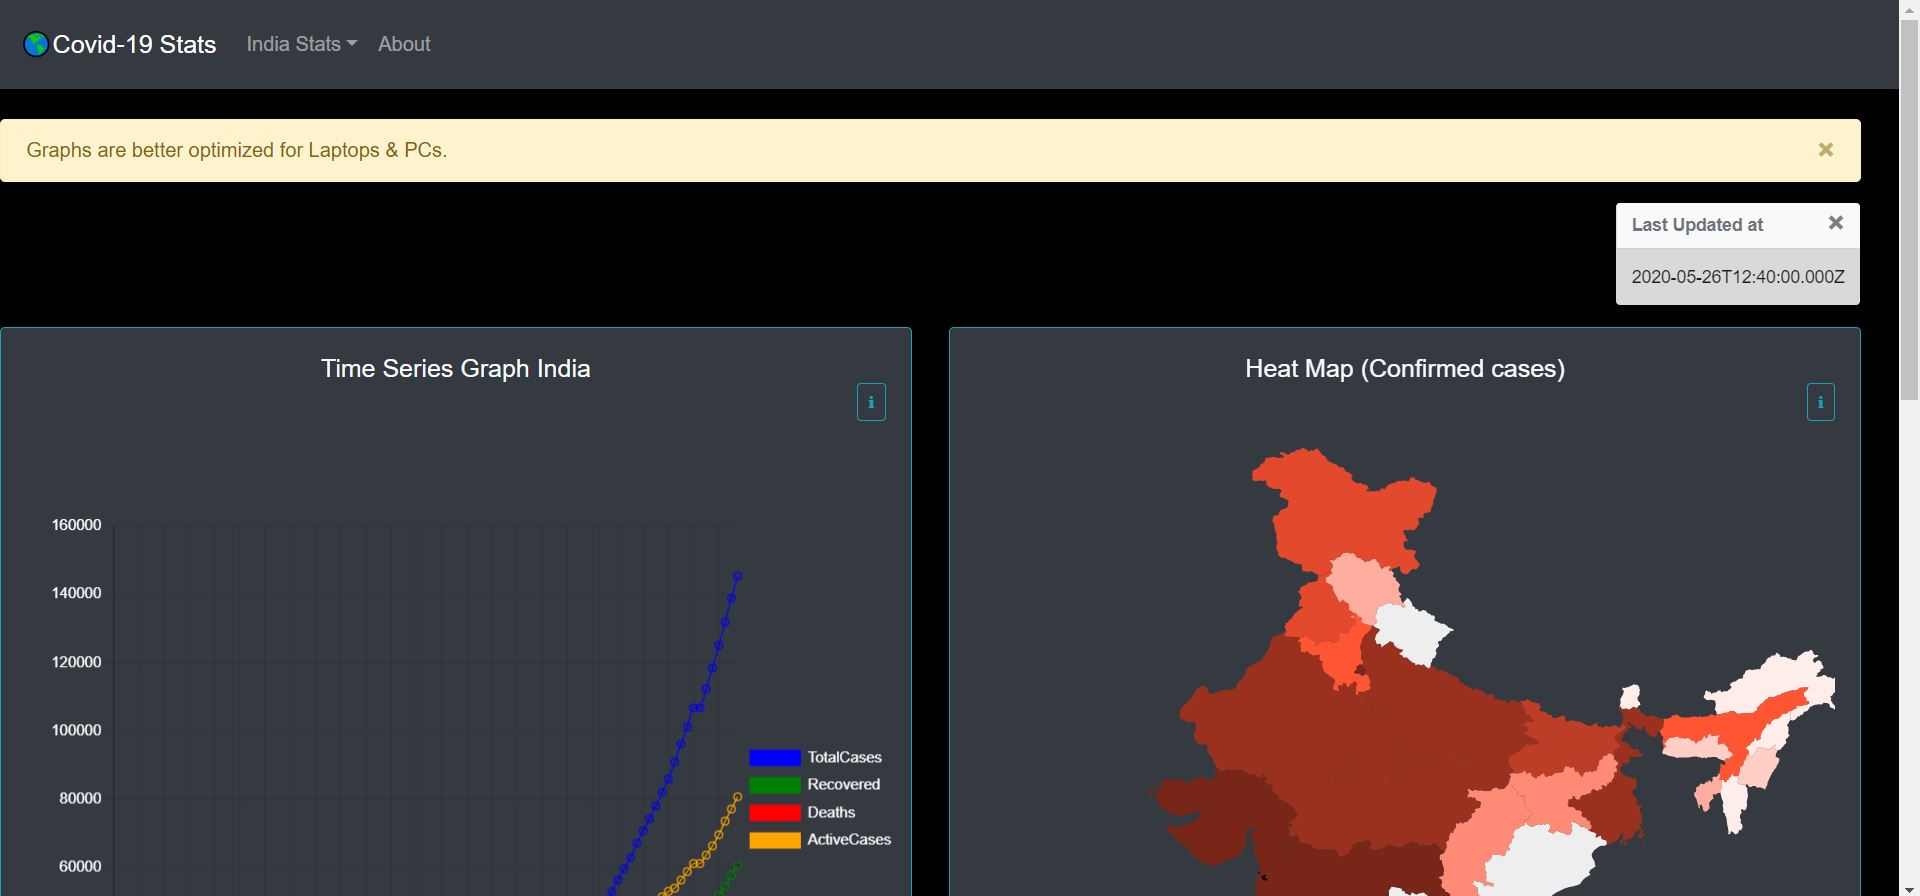 Covid-19 Stats India Stats About
Graphs are better optimized for Laptops & PCs. ×
Last Updated at ×
2020-05-26T12:40:00.000Z
Time Series Graph India
i
160000
140000
120000
100000
80000
60000
TotalCases
Recovered
Deaths
ActiveCases
Heat Map (Confirmed cases)
i